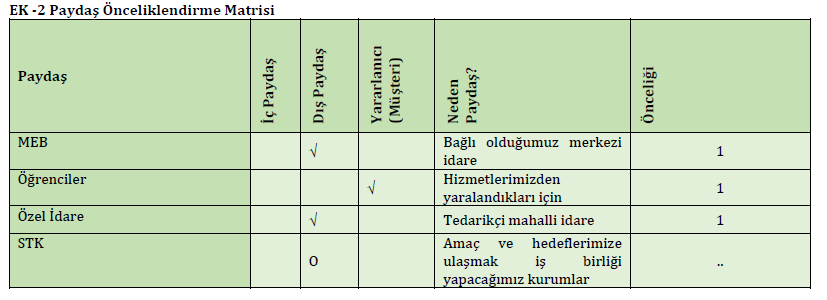 EK -2 Paydaş Önceliklendirme Matrisi
Paydaş
İç Paydaş
Dış Paydaş
Yararlanıcı
(Müşteri)
Neden
Paydaş?
Önceliği
MEB
√
Bağlı olduğumuz merkezi
idare
1
Öğrenciler
√
Hizmetlerimizden
yaralandıkları için
1
Özel İdare
√
Tedarikçi mahalli idare
1
STK
O
Amaç ve hedeflerimize
ulaşmak iş birliği
yapacağımız kurumlar
..